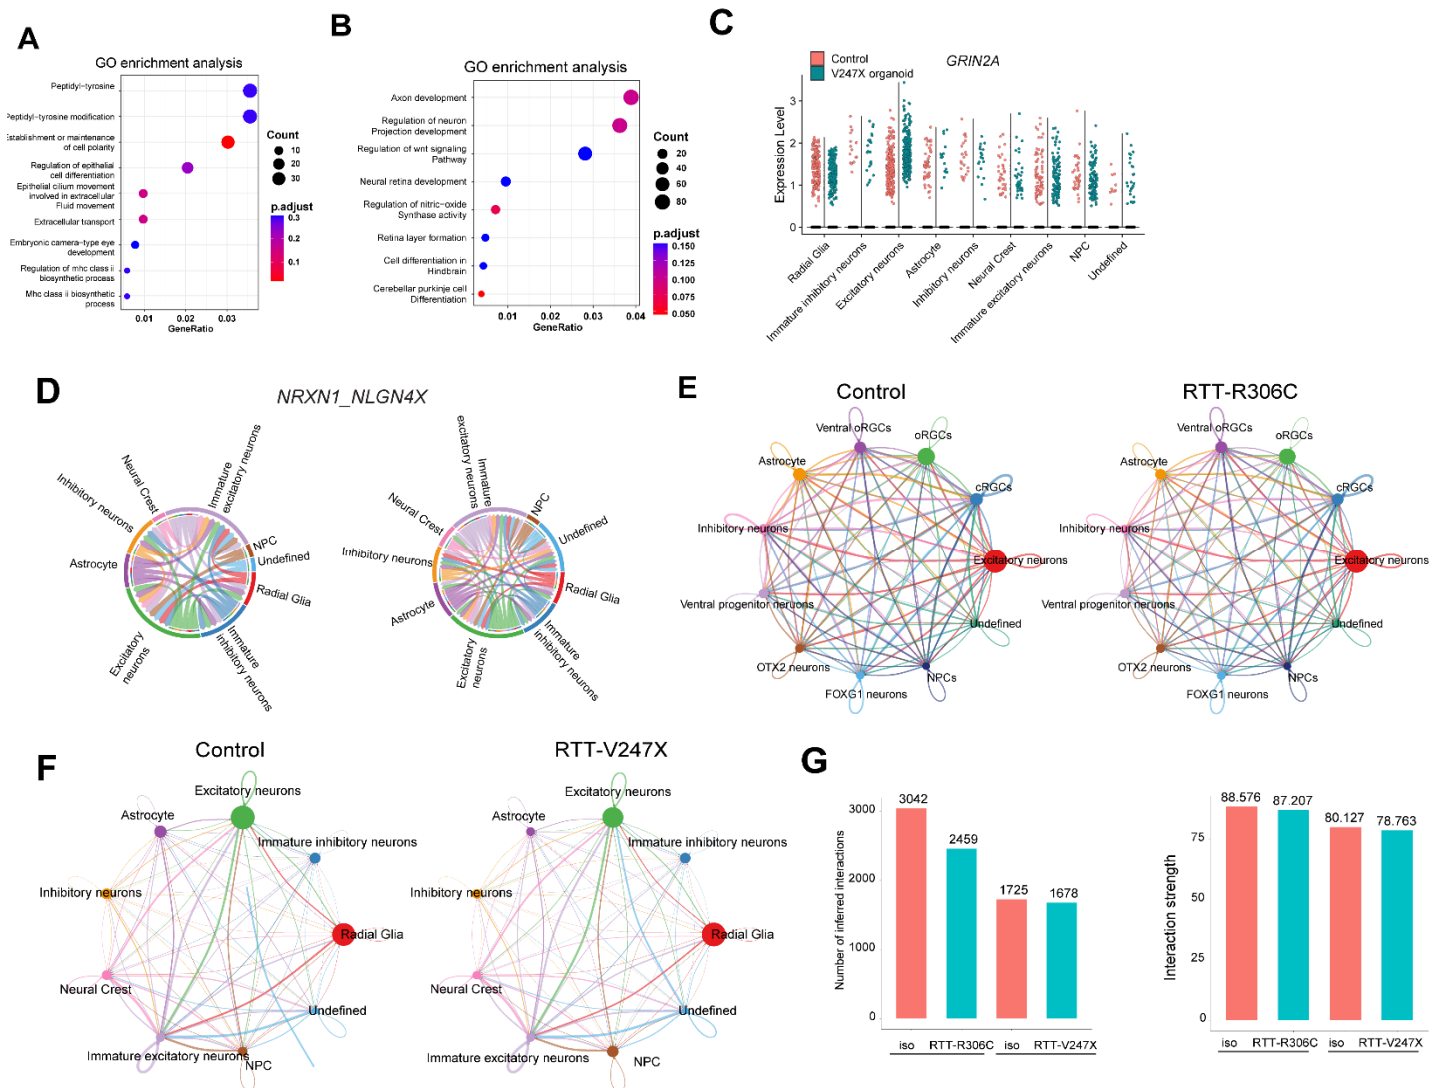 A
GO enrichment analysis
Peptidyl-tyrosine
Peptidyl-tyrosine modification
Establishment or maintenance
of cell polarity
Regulation of epithelial
cell differentiation
Epithelial cilium movement
involved in extracellular
Fluid movement
Extracellular transport
Embryonic camera-type eye
development
Regulation of mhc class ii
biosynthetic process
Mhc class ii biosynthetic
process
0.01 0.02 0.03
GeneRatio
Count
10
20
30
p.adjust
0.3
0.2
0.1
B
GO enrichment analysis
Axon development
Regulation of neuron
Projection development
Regulation of wnt signaling
Pathway
Neural retina development
Regulation of nitric-oxide
Synthase activity
Retina layer formation
Cell differentiation in
Hindbrain
Cerebellar purkinje cell
Differentiation
0.01 0.02 0.03 0.04
GeneRatio
Count
20
40
60
80
p.adjust
0.150
0.125
0.100
0.075
0.050
C
Control
V247X organoid
GRIN2A
Expression Level
3
2
1
0
Radial Glia
Immature inhibitory neurons
Excitatory neurons
Astrocyte
Inhibitory neurons
Neural Crest
Immature excitatory neurons
NPC
Undefined
D
NRXN1_NLGN4X
Inhibitory neurons
Neural Crest
Immature
excitatory neurons
NPC
Undefined
Radial Glia
Immature
inhibitory neurons
Excitatory
neurons
Astrocyte
Inhibitory neurons
Neural Crest
Immature
excitatory neurons
NPC
Undefined
Radial Glia
Immature
inhibitory neurons
Excitatory
neurons
Astrocyte
E
Control
Ventral oRGCs
oRGCs
Astrocyte
cRGCs
Inhibitory neurons
Excitatory neurons
Ventral progenitor neruons
Undefined
OTX2 neurons
NPCs
FOXG1 neurons
RTT-R306C
Ventral oRGCs
oRGCs
Astrocyte
cRGCs
Inhibitory neurons
Excitatory neurons
Ventral progenitor neruons
Undefined
OTX2 neurons
NPCs
FOXG1 neurons
F
Control
Excitatory neurons
Astrocyte
Immature inhibitory neurons
Inhibitory neurons
Radial Glia
Neural Crest
Undefined
Immature excitatory neurons
NPC
RTT-V247X
Excitatory neurons
Astrocyte
Immature inhibitory neurons
Inhibitory neurons
Radial Glia
Neural Crest
Undefined
Immature excitatory neurons
NPC
G
Number of inferred interactions
3000
2000
1000
0
3042
2459
1725
1678
iso RTT-R306C iso RTT-V247X
Interaction strength
75
50
25
0
88.576
87.207
80.127
78.763
iso RTT-R306C iso RTT-V247X